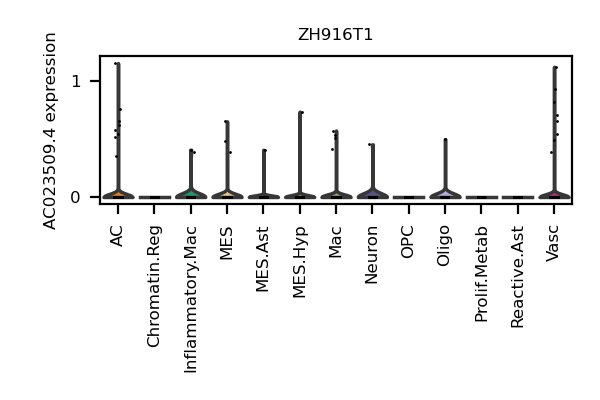 ZH916T1
AC023509.4 expression
1
0
AC
Chromatin.Reg
Inflammatory.Mac
MES
MES.Ast
MES.Hyp
Mac
Neuron
OPC
Oligo
Prolif.Metab
Reactive.Ast
Vasc